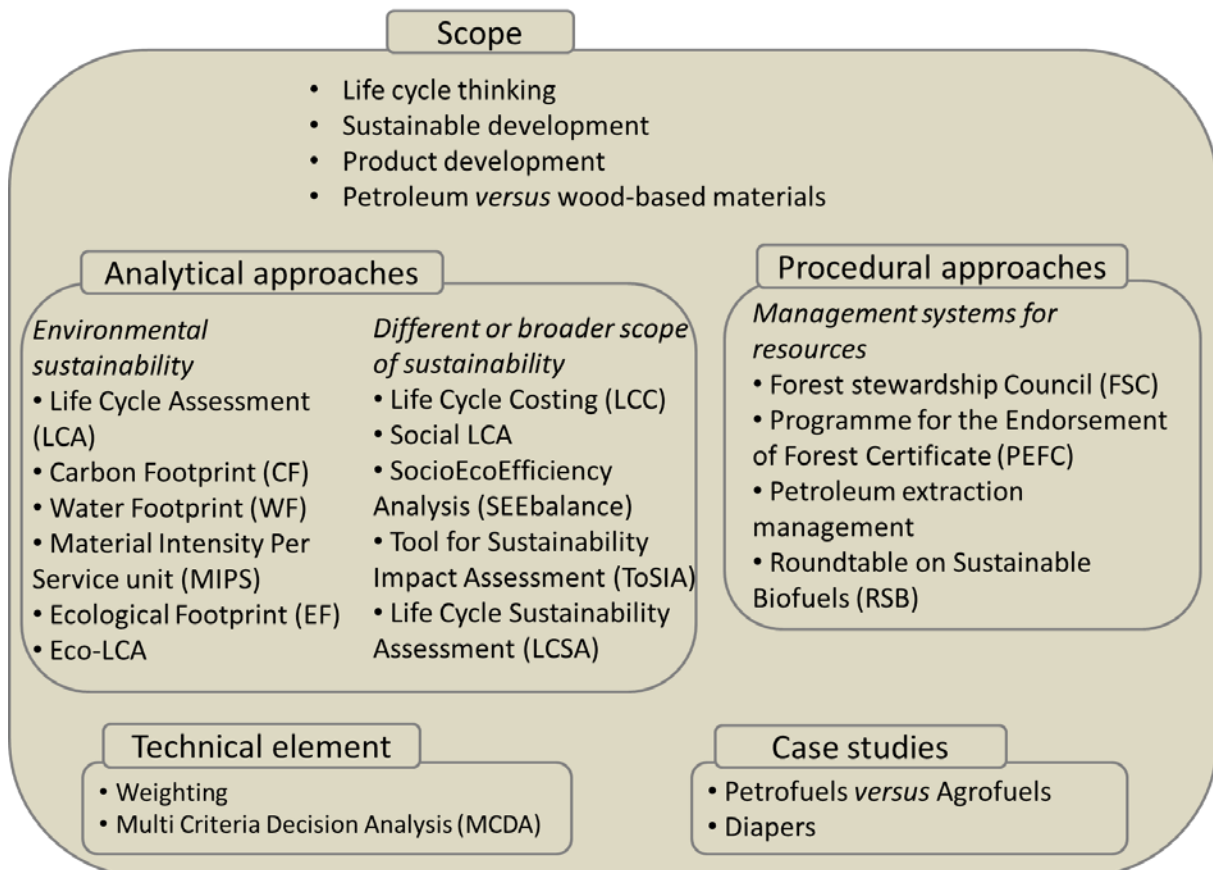 Scope
• Life cycle thinking
• Sustainable development
• Product development
• Petroleum versus wood-based materials
Analytical approaches
Environmental
sustainability
• Life Cycle Assessment
(LCA)
• Carbon Footprint (CF)
• Water Footprint (WF)
• Material Intensity Per
Service unit (MIPS)
• Ecological Footprint (EF)
• Eco-LCA
Different or broader scope
of sustainability
• Life Cycle Costing (LCC)
• Social LCA
• SocioEcoEfficiency
Analysis (SEEbalance)
• Tool for Sustainability
Impact Assessment (ToSIA)
• Life Cycle Sustainability
Assessment (LCSA)
Procedural approaches
Management systems for
resources
• Forest stewardship Council (FSC)
• Programme for the Endorsement
of Forest Certificate (PEFC)
• Petroleum extraction
management
• Roundtable on Sustainable
Biofuels (RSB)
Technical element
• Weighting
• Multi Criteria Decision Analysis (MCDA)
Case studies
• Petrofuels versus Agrofuels
• Diapers